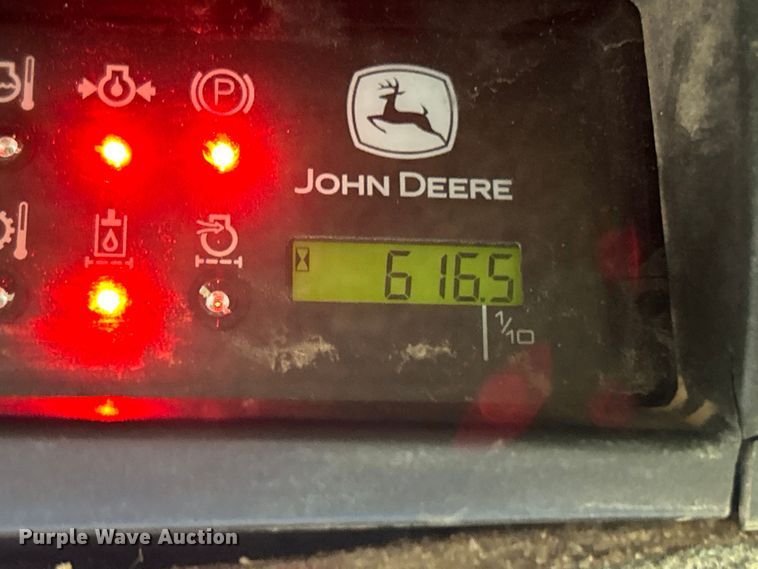 P
JOHN DEERE
616.5
1/10
Purple Wave Auction